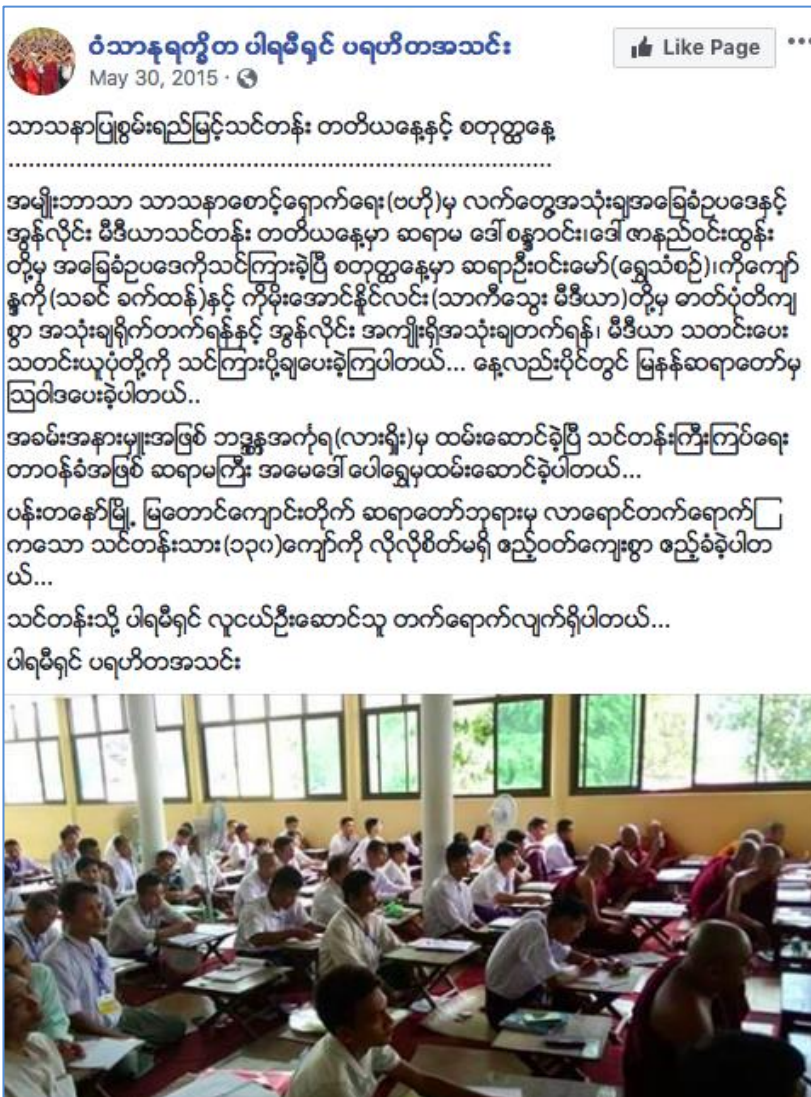 ဝံသာနုရက္ခိတ ပါရမီရှင် ပရဟိတအသင်း
Like Page
May 30, 2015
သာသနာပြုစွမ်းရည်မြင့်သင်တန်း တတိယနေ့နှင့် စတုတ္ထနေ့
................................................................................
အမျိုးဘာသာ သာသနာစောင့်ရှောက်ရေး(ဗဟို)မှ လက်တွေ့အသုံးချအခြေခံဥပဒေနှင့်
အွန်လိုင်း မီဒီယာသင်တန်း တတိယနေ့မှာ ဆရာမ ဒေါ်စန္ဒာဝင်း၊ဒေါ်ဇာနည်ဝင်းထွန်း
တို့မှ အခြေခံဥပဒေကိုသင်ကြားခဲ့ပြီ စတုတ္ထနေ့မှာ ဆရာဦးဝင်းမော်(ရွှေသံစဉ်)၊ကိုကျော်
န္ဒကို(သခင် ခက်ထန်)နှင့် ကိုမိုးအောင်နိုင်လင်း(သာကီသွေး မီဒီယာ)တို့မှ ဓာတ်ပုံတိကျ
စွာ အသုံးချရိုက်တက်ရန်နှင့် အွန်လိုင်း အကျိုးရှိအသုံးချတက်ရန်၊ မီဒီယာ သတင်းပေး
သတင်းယူပုံတို့ကို သင်ကြားပို့ချပေးခဲ့ကြပါတယ်... နေ့လည်းပိုင်တွင် မြနန်ဆရာတော်မှ
ဩဝါဒပေးခဲ့ပါတယ်..
အခမ်းအနားမှုးအဖြစ် ဘဒ္ဒန္တအင်္ကုရ(လားရှိုး)မှ ထမ်းဆောင်ခဲ့ပြီ သင်တန်းကြီးကြပ်ရေး
တာဝန်ခံအဖြစ် ဆရာမကြီး အမေဒေါ်ပေါ်ရွှေမှထမ်းဆောင်ခဲ့ပါတယ်...
ပန်းတနော်မြို့ မြတောင်ကျောင်းတိုက် ဆရာတော်ဘုရားမှ လာရောင်တက်ရောက်ြ
ကသော သင်တန်းသား(၁၃၀)ကျော်ကို လိုလိုစိတ်မရှိ ဧည့်ဝတ်ကျေးစွာ ဧည့်ခံခဲ့ပါတ
ယ်...
သင်တန်းသို့ ပါရမီရှင် လူငယ်ဦးဆောင်သူ တက်ရောက်လျက်ရှိပါတယ်...
ပါရမီရှင် ပရဟိတအသင်း